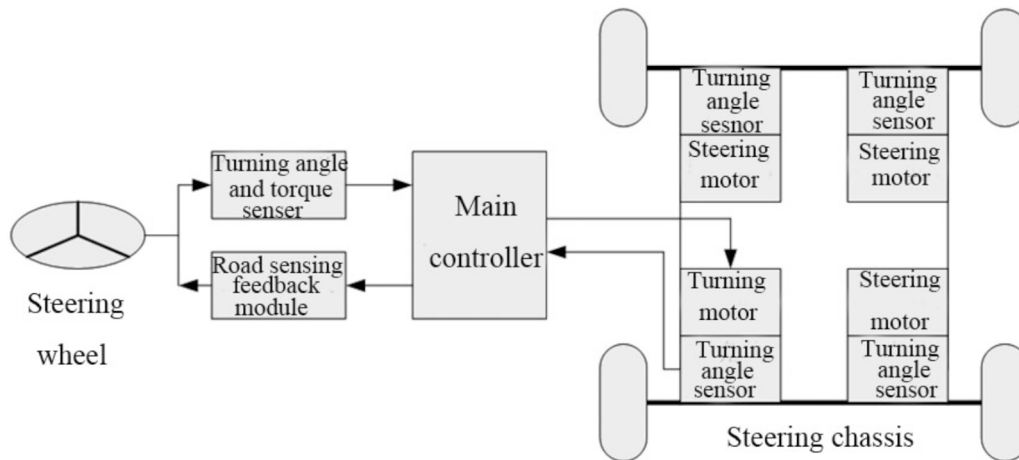 Turning
angle
sesnor
Steering
motor
Turning
angle
sensor
Steering
motor
Turning angle
and torque
senser
Main
controller
Road sensing
feedback
module
Steering
wheel
Turning
motor
Turning
angle
sensor
Steering
motor
Turning
angle
sensor
Steering chassis